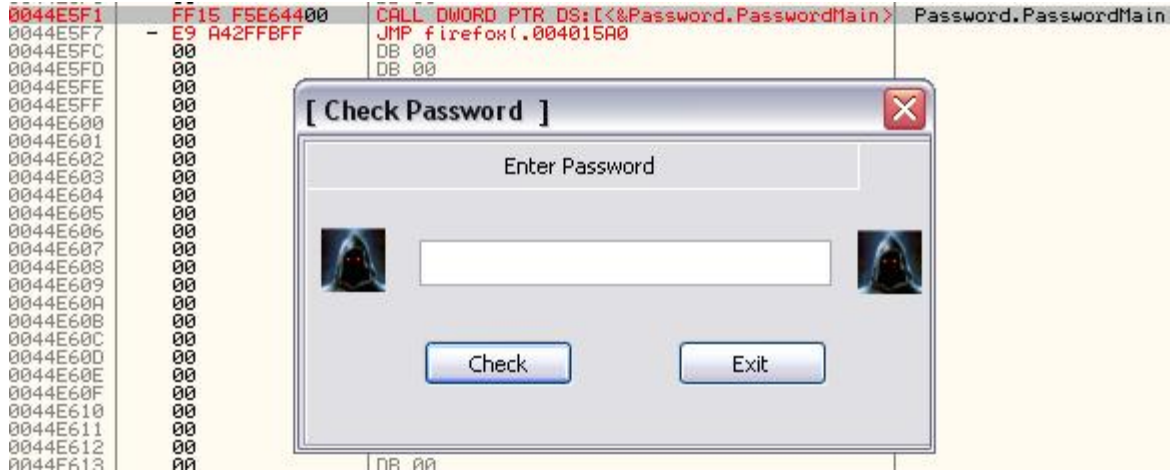 0044E5F1 FF15 F5E64400 CALL DWORD PTR DS:[<&Password.PasswordMain> Password.PasswordMain
0044E5F7 - E9 A42FFBFF JMP firefox(.004015A0
0044E5FC 00 DB 00
0044E5FD 00 DB 00
0044E5FE 00
0044E5FF 00
0044E600 00
0044E601 00
0044E602 00
0044E603 00
0044E604 00
0044E605 00
0044E606 00
0044E607 00
0044E608 00
0044E609 00
0044E60A 00
0044E60B 00
0044E60C 00
0044E60D 00
0044E60E 00
0044E60F 00
0044E610 00
0044E611 00
0044E612 00
0044E613 00 DB 00
[ Check Password ]
Enter Password
Check Exit